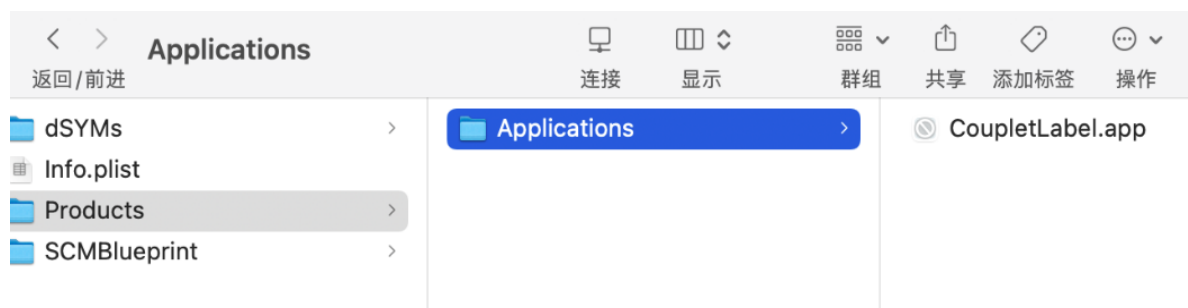 Applications
返回/前进
连接
显示
群组
共享
添加标签
操作
dSYMs
Info.plist
Products
SCMBlueprint
Applications
CoupletLabel.app